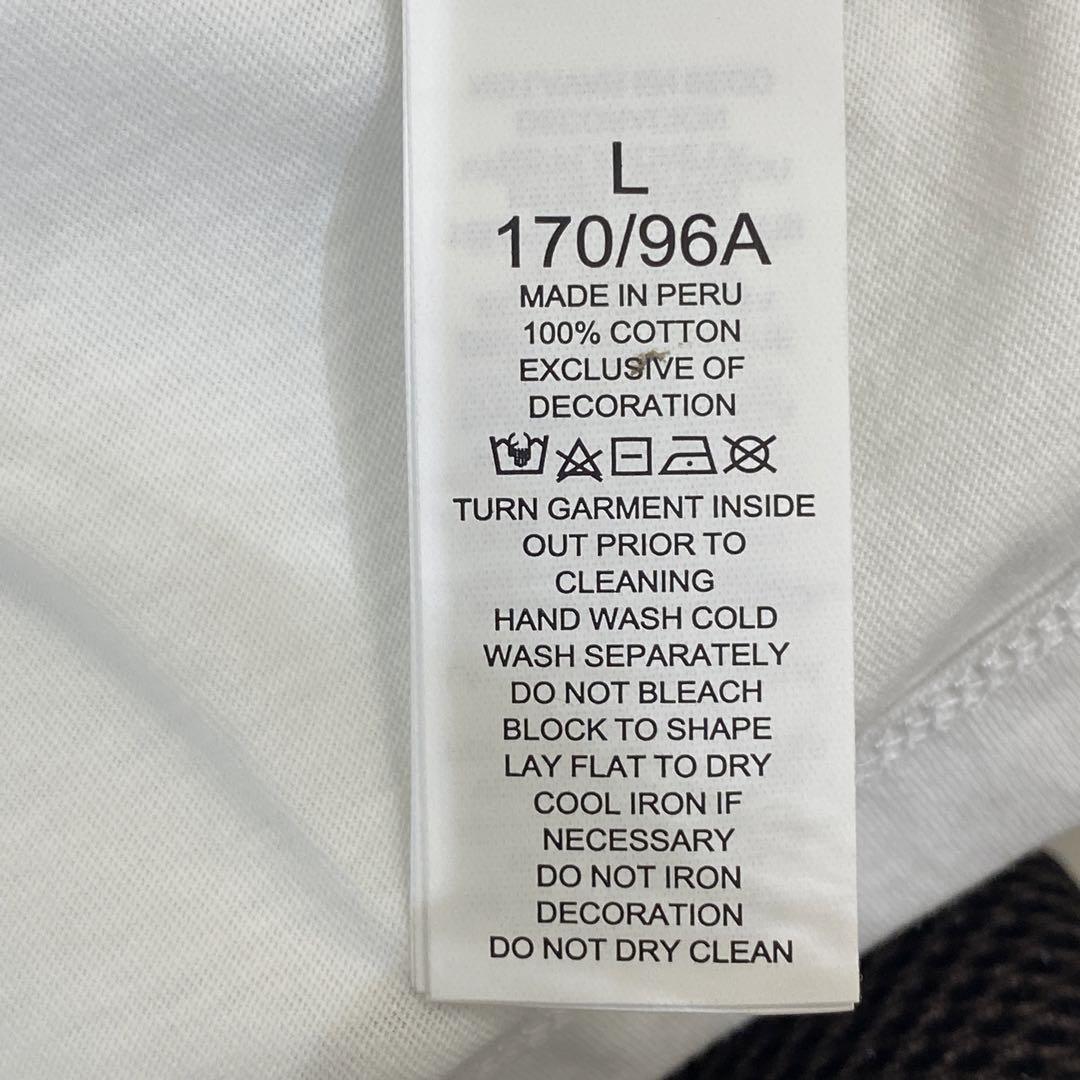 L
170/96A
MADE IN PERU
100% COTTON
EXCLUSIVE OF
DECORATION
TURN GARMENT INSIDE
OUT PRIOR TO
CLEANING
HAND WASH COLD
WASH SEPARATELY
DO NOT BLEACH
BLOCK TO SHAPE
LAY FLAT TO DRY
COOL IRON IF
NECESSARY
DO NOT IRON
DECORATION
DO NOT DRY CLEAN